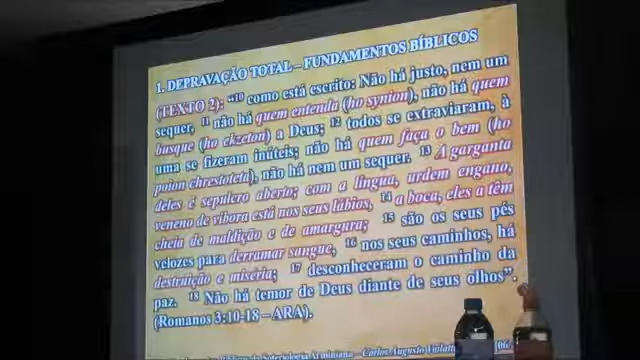 1. DEPRAVAÇÃO TOTAL – FUNDAMENTOS BÍBLICOS
(TEXTO 2): “¹⁰ como está escrito: Não há justo, nem um
sequer, ¹¹ não há quem entenda (ho synion), não há quem
busque (ho ekzeton) a Deus; ¹² todos se extraviaram, à
uma se fizeram inúteis; não há quem faça o bem (ho
poion chrestoteta), não há nem um sequer. ¹³ A garganta
deles é sepulcro aberto; com a língua, urdem engano,
veneno de víbora está nos seus lábios, ¹⁴ a boca, eles a têm
cheia de maldição e de amargura; ¹⁵ são os seus pés
velozes para derramar sangue, ¹⁶ nos seus caminhos, há
destruição e miséria; ¹⁷ desconheceram o caminho da
paz. ¹⁸ Não há temor de Deus diante de seus olhos”.
(Romanos 3:10-18 – ARA).
Soteriologia Arminiana – Carlos Augusto